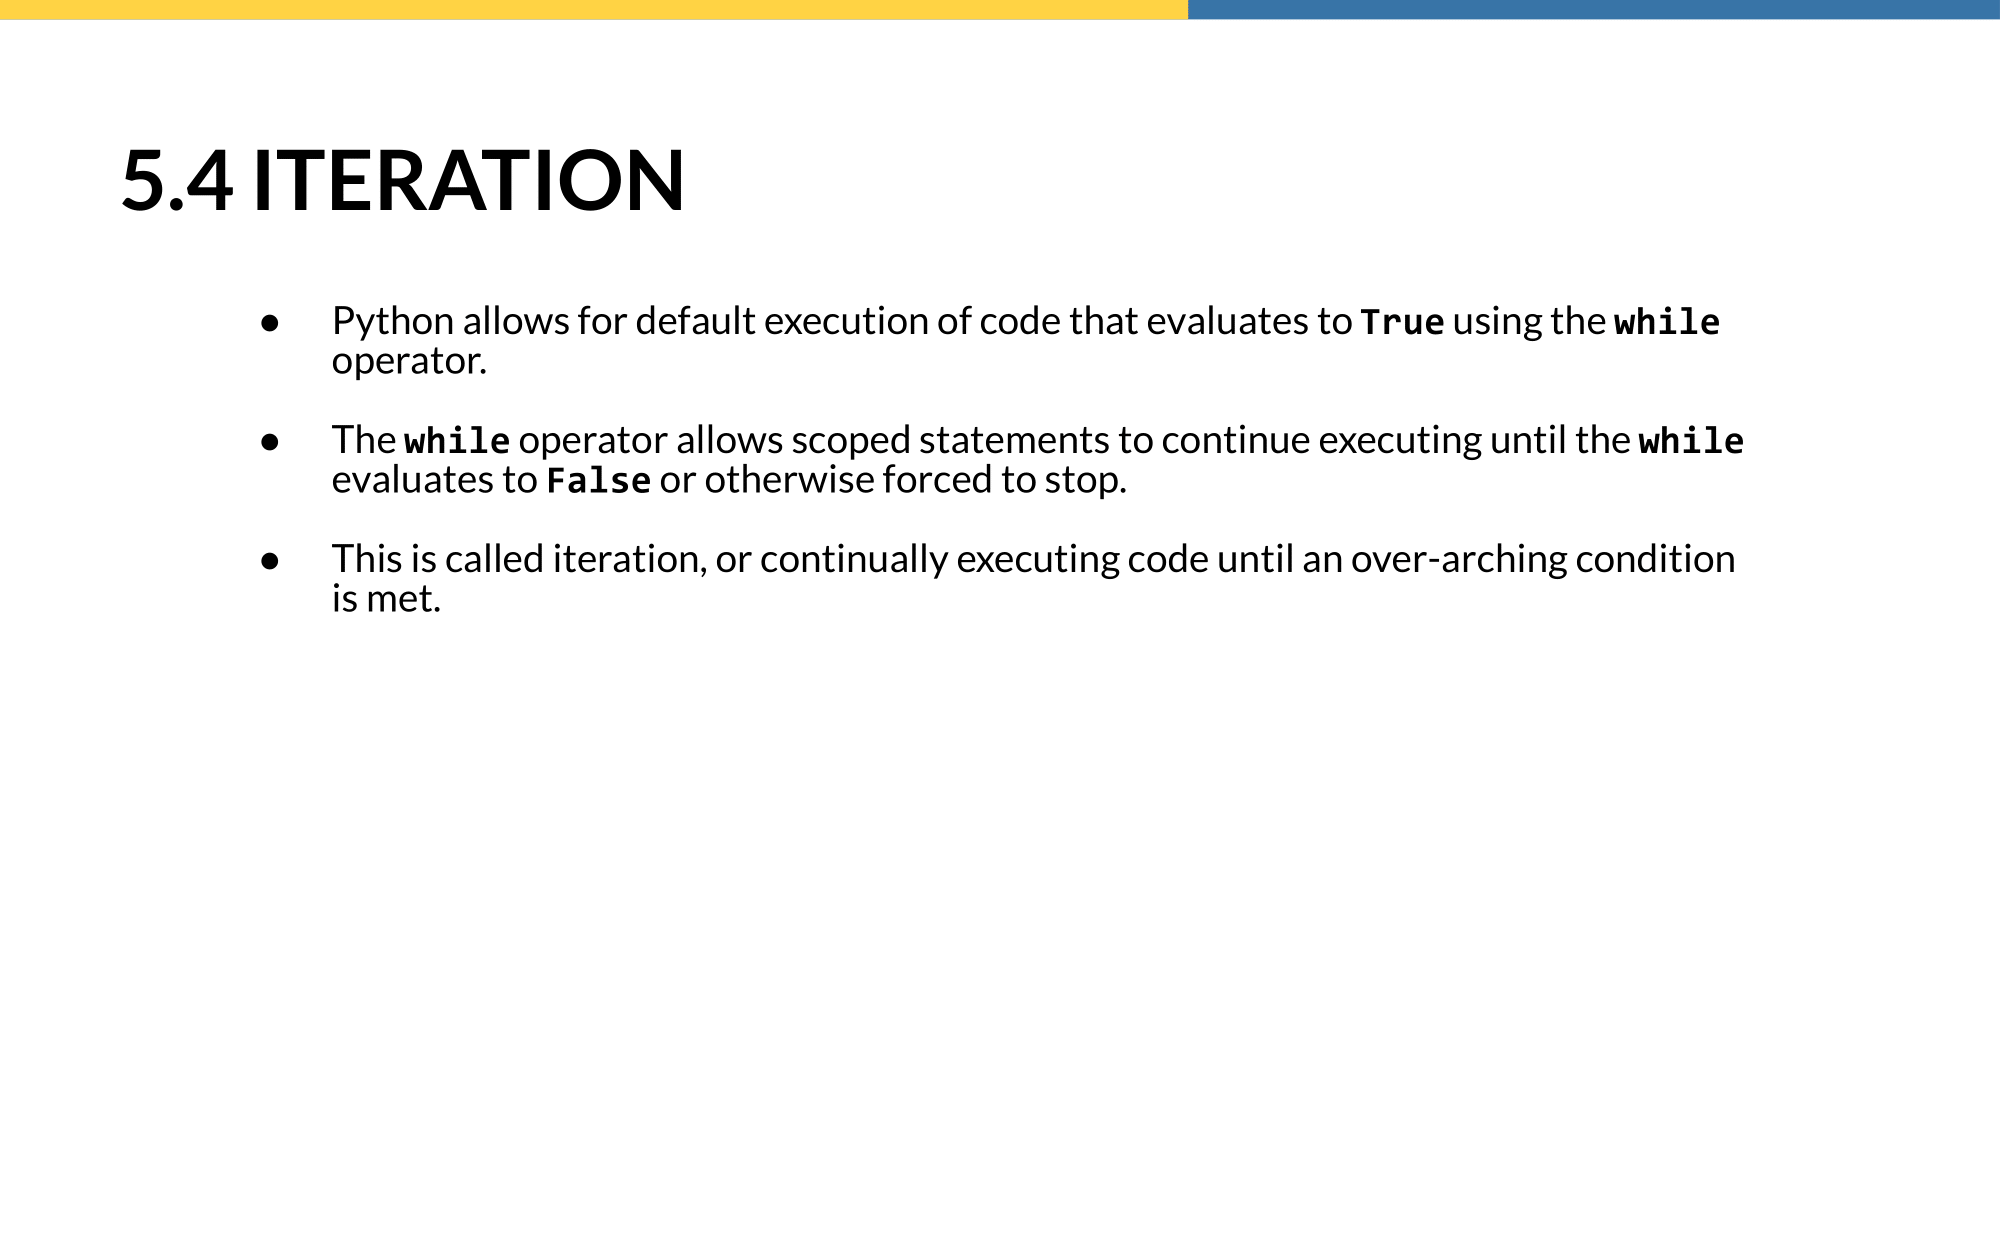 5.4 ITERATION
● Python allows for default execution of code that evaluates to True using the while
operator.
● The while operator allows scoped statements to continue executing until the while
evaluates to False or otherwise forced to stop.
● This is called iteration, or continually executing code until an over-arching condition
is met.